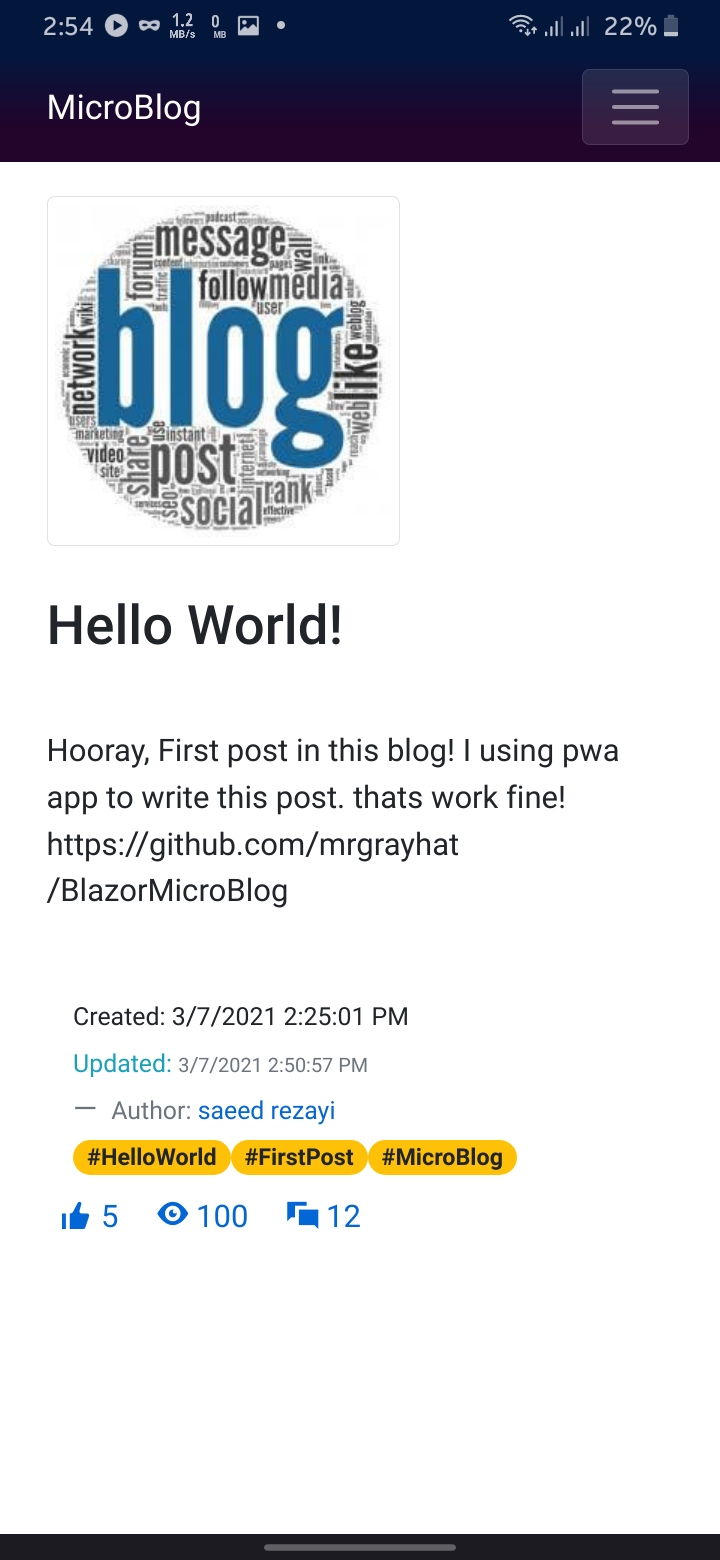 2:54 1.2 MB/s 0 MB 22%
MicroBlog
podcast
message
forum
wall
link
content
pages
traffic
followmedia
tools
user
blog
network
wiki
weblog
like
web
users
marketing
use
instant
video
site
share
post
internet
rank
seo
social
services
effective
Hello World!
Hooray, First post in this blog! I using pwa
app to write this post. thats work fine!
https://github.com/mrgrayhat
/BlazorMicroBlog
Created: 3/7/2021 2:25:01 PM
Updated: 3/7/2021 2:50:57 PM
— Author: saeed rezayi
#HelloWorld #FirstPost #MicroBlog
5 100 12